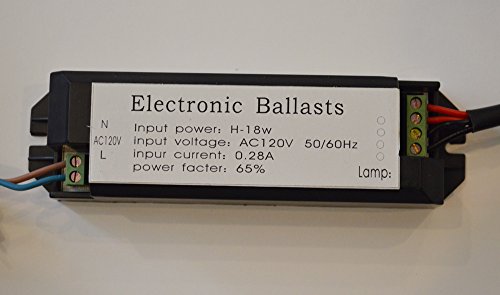 Electronic Ballasts
N
AC120V
L
Input power: H-18w
input voltage: AC120V 50/60Hz
inpur current: 0.28A
power facter: 65%
Lamp: